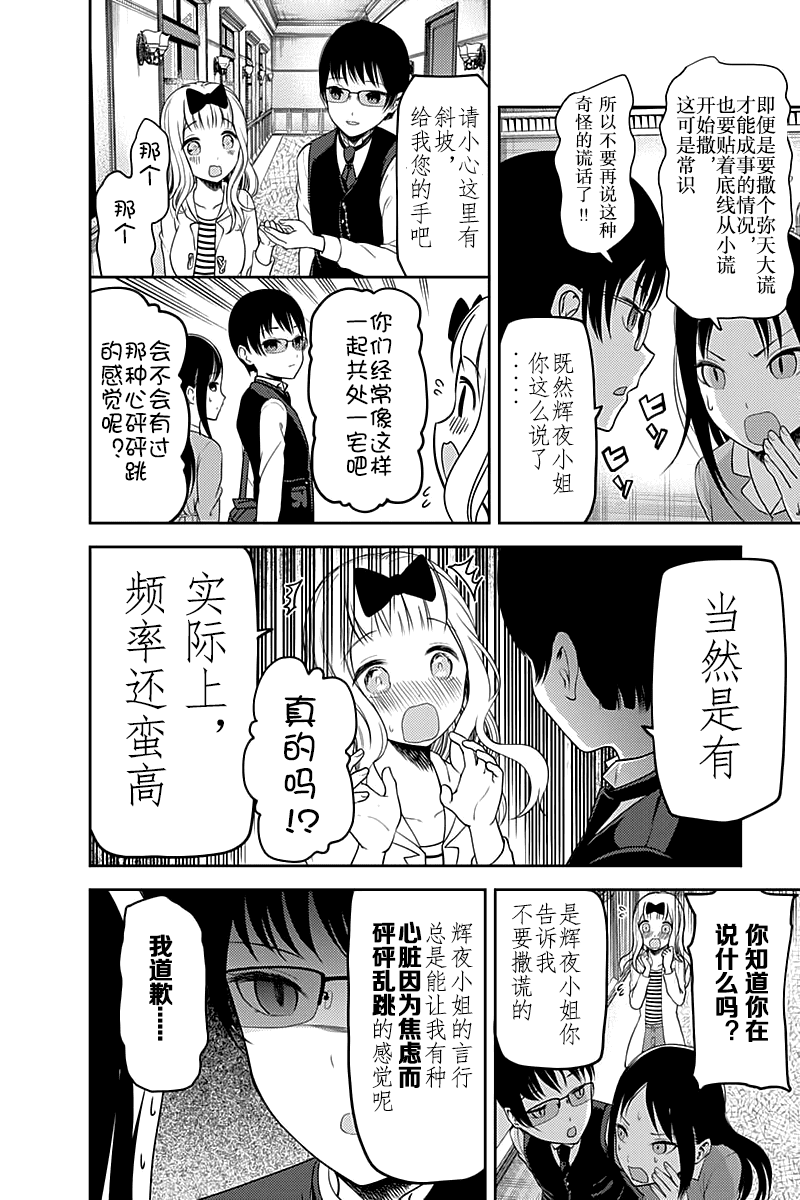 即便是要撒个弥天大谎
才能成事的情况，
也要贴着底线从小谎
开始撒，
这可是常识
所以不要再说这种
奇怪的谎话了!!
既然辉夜小姐
你这么说了
····
请小心这里有
斜坡，
给我您的手吧
那个
那个
你们经常像这样
一起共处一宅吧
会不会有过
那种心砰砰跳
的感觉呢？
当然是有
真的吗!?
实际上，
频率还蛮高
你知道你在
说什么吗？
是辉夜小姐你
告诉我
不要撒谎的
辉夜小姐的言行
总是能让我有种
心脏因为焦虑而
砰砰乱跳的感觉呢
我道歉……